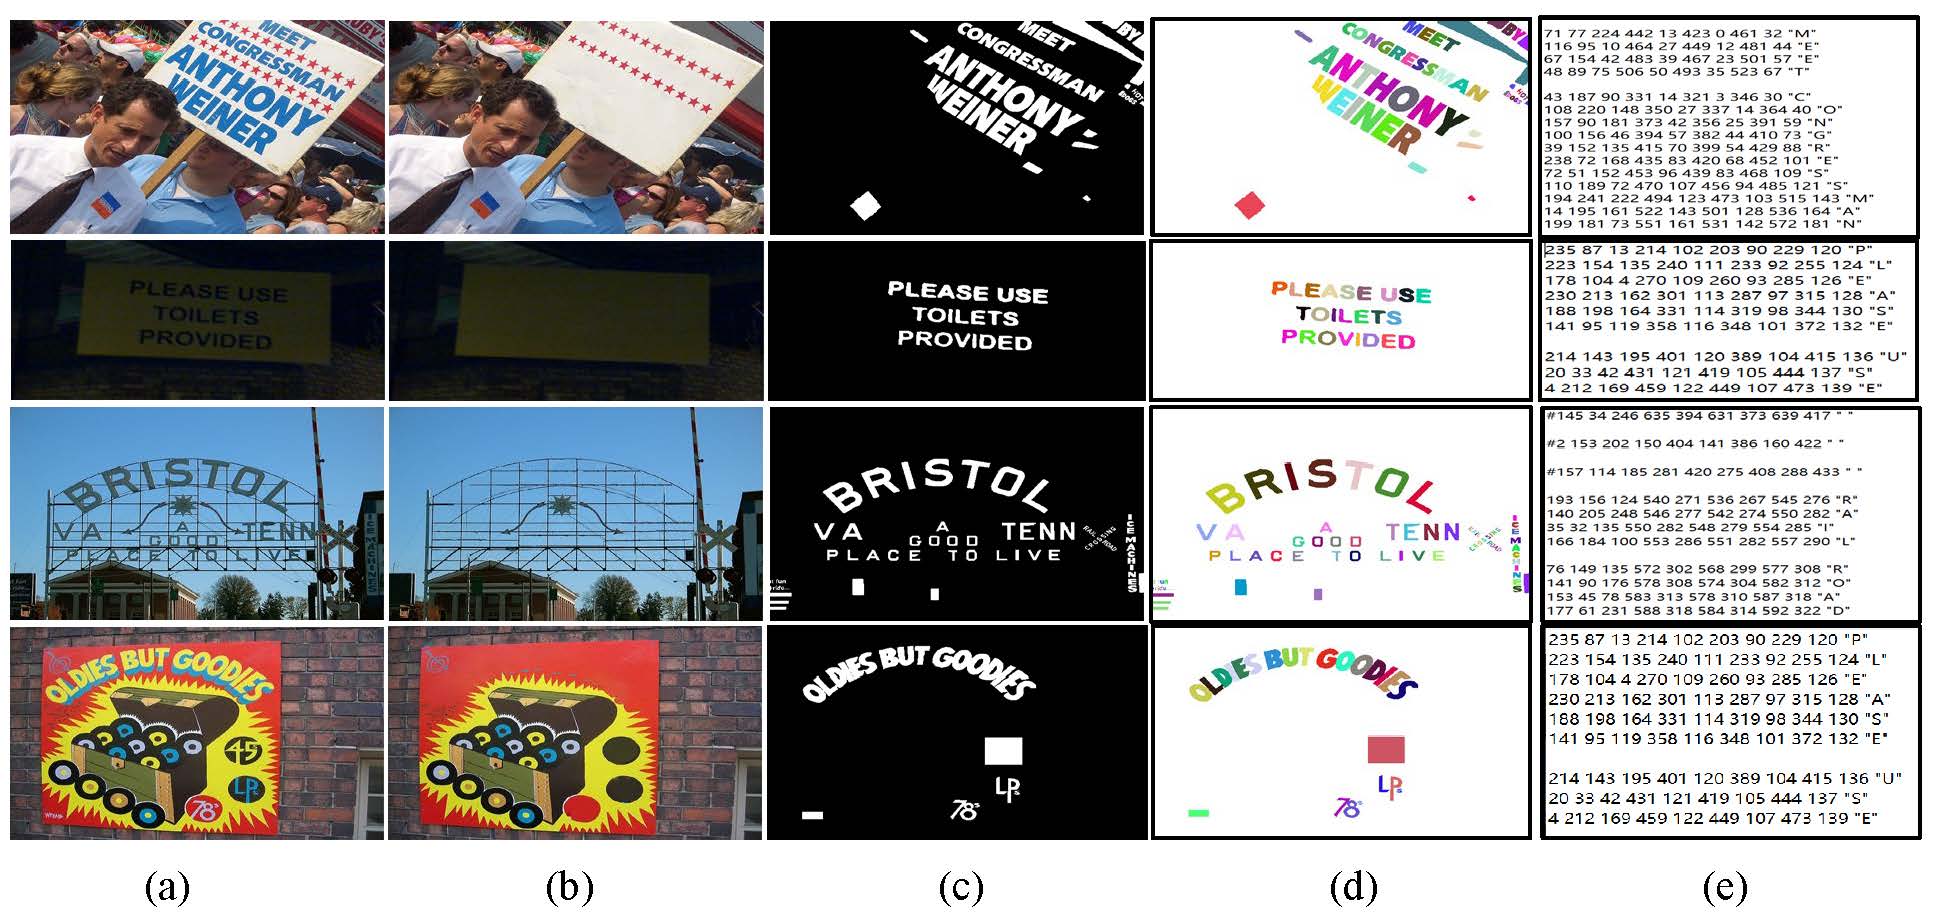 MEET
CONGRESSMAN
ANTHONY
WEINER
MEET
CONGRESSMAN
ANTHONY
WEINER
MEET
CONGRESSMAN
ANTHONY
WEINER
71 77 224 442 13 423 0 461 32 "M"
116 95 10 464 27 449 12 481 44 "E"
67 154 42 483 39 467 23 501 57 "E"
48 89 75 506 50 493 35 523 67 "T"
43 187 90 331 14 321 3 346 30 "C"
108 220 148 350 27 337 14 364 40 "O"
157 90 181 373 42 356 25 391 59 "N"
100 156 46 394 57 382 44 410 73 "G"
39 152 135 415 70 399 54 429 88 "R"
238 72 168 435 83 420 68 452 101 "E"
72 51 152 453 96 439 83 468 109 "S"
110 189 72 470 107 456 94 485 121 "S"
194 241 222 494 123 473 103 515 143 "M"
14 195 161 522 143 501 128 536 164 "A"
199 181 73 551 161 531 142 572 181 "N"
PLEASE USE
TOILETS
PROVIDED
PLEASE USE
TOILETS
PROVIDED
PLEASE USE
TOILETS
PROVIDED
235 87 13 214 102 203 90 229 120 "P"
223 154 135 240 111 233 92 255 124 "L"
178 104 4 270 109 260 93 285 126 "E"
230 213 162 301 113 287 97 315 128 "A"
188 198 164 331 114 319 98 344 130 "S"
141 95 119 358 116 348 101 372 132 "E"
214 143 195 401 120 389 104 415 136 "U"
20 33 42 431 121 419 105 444 137 "S"
4 212 169 459 122 449 107 473 139 "E"
BRISTOL
VA A TENN
GOOD
PLACE TO LIVE
ICE MACHINES
BRISTOL
VA A TENN
GOOD
PLACE TO LIVE
RAIL ROAD
CROSSING
ICE MACHINES
BRISTOL
VA A TENN
GOOD
PLACE TO LIVE
CROSSING
ROAD
ICE MACHINES
#145 34 246 635 394 631 373 639 417 " "
#2 153 202 150 404 141 386 160 422 " "
#157 114 185 281 420 275 408 288 433 " "
193 156 124 540 271 536 267 545 276 "R"
140 205 248 546 277 542 274 550 282 "A"
35 32 135 550 282 548 279 554 285 "I"
166 184 100 553 286 551 282 557 290 "L"
76 149 135 572 302 568 299 577 308 "R"
141 90 176 578 308 574 304 582 312 "O"
153 45 78 583 313 578 310 587 318 "A"
177 61 231 588 318 584 314 592 322 "D"
OLDIES BUT GOODIES
45
LPs
78s
OLDIES BUT GOODIES
LPs
78s
OLDIES BUT GOODIES
LPs
78s
235 87 13 214 102 203 90 229 120 "P"
223 154 135 240 111 233 92 255 124 "L"
178 104 4 270 109 260 93 285 126 "E"
230 213 162 301 113 287 97 315 128 "A"
188 198 164 331 114 319 98 344 130 "S"
141 95 119 358 116 348 101 372 132 "E"
214 143 195 401 120 389 104 415 136 "U"
20 33 42 431 121 419 105 444 137 "S"
4 212 169 459 122 449 107 473 139 "E"
(a) (b) (c) (d) (e)